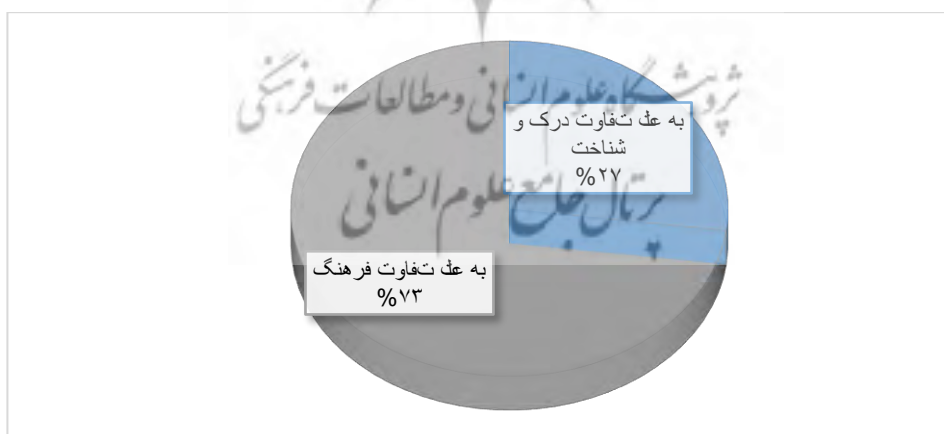 پژوهشگاه علوم انسانی و مطالعات فرهنگی
پرتال جامع علوم انسانی
به علت تفاوت درک و
شناخت
%۲۷
به علت تفاوت فرهنگ
%۷۳